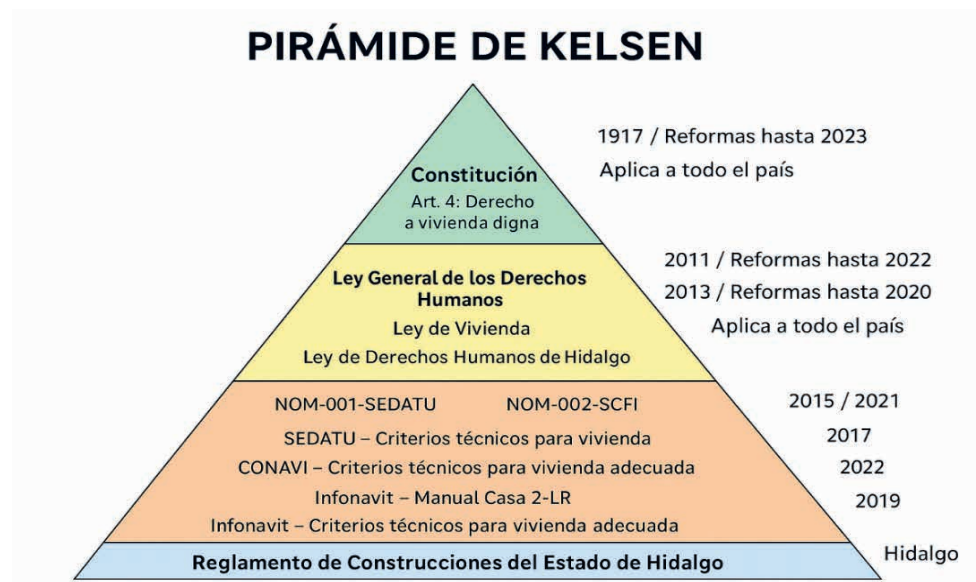 PIRÁMIDE DE KELSEN
Constitución
Art. 4: Derecho
a vivienda digna
1917 / Reformas hasta 2023
Aplica a todo el país
Ley General de los Derechos
Humanos
Ley de Vivienda
Ley de Derechos Humanos de Hidalgo
2011 / Reformas hasta 2022
2013 / Reformas hasta 2020
Aplica a todo el país
NOM-001-SEDATU NOM-002-SCFI
SEDATU – Criterios técnicos para vivienda
CONAVI – Criterios técnicos para vivienda adecuada
Infonavit – Manual Casa 2-LR
Infonavit – Criterios técnicos para vivienda adecuada
2015 / 2021
2017
2022
2019
Reglamento de Construcciones del Estado de Hidalgo
Hidalgo